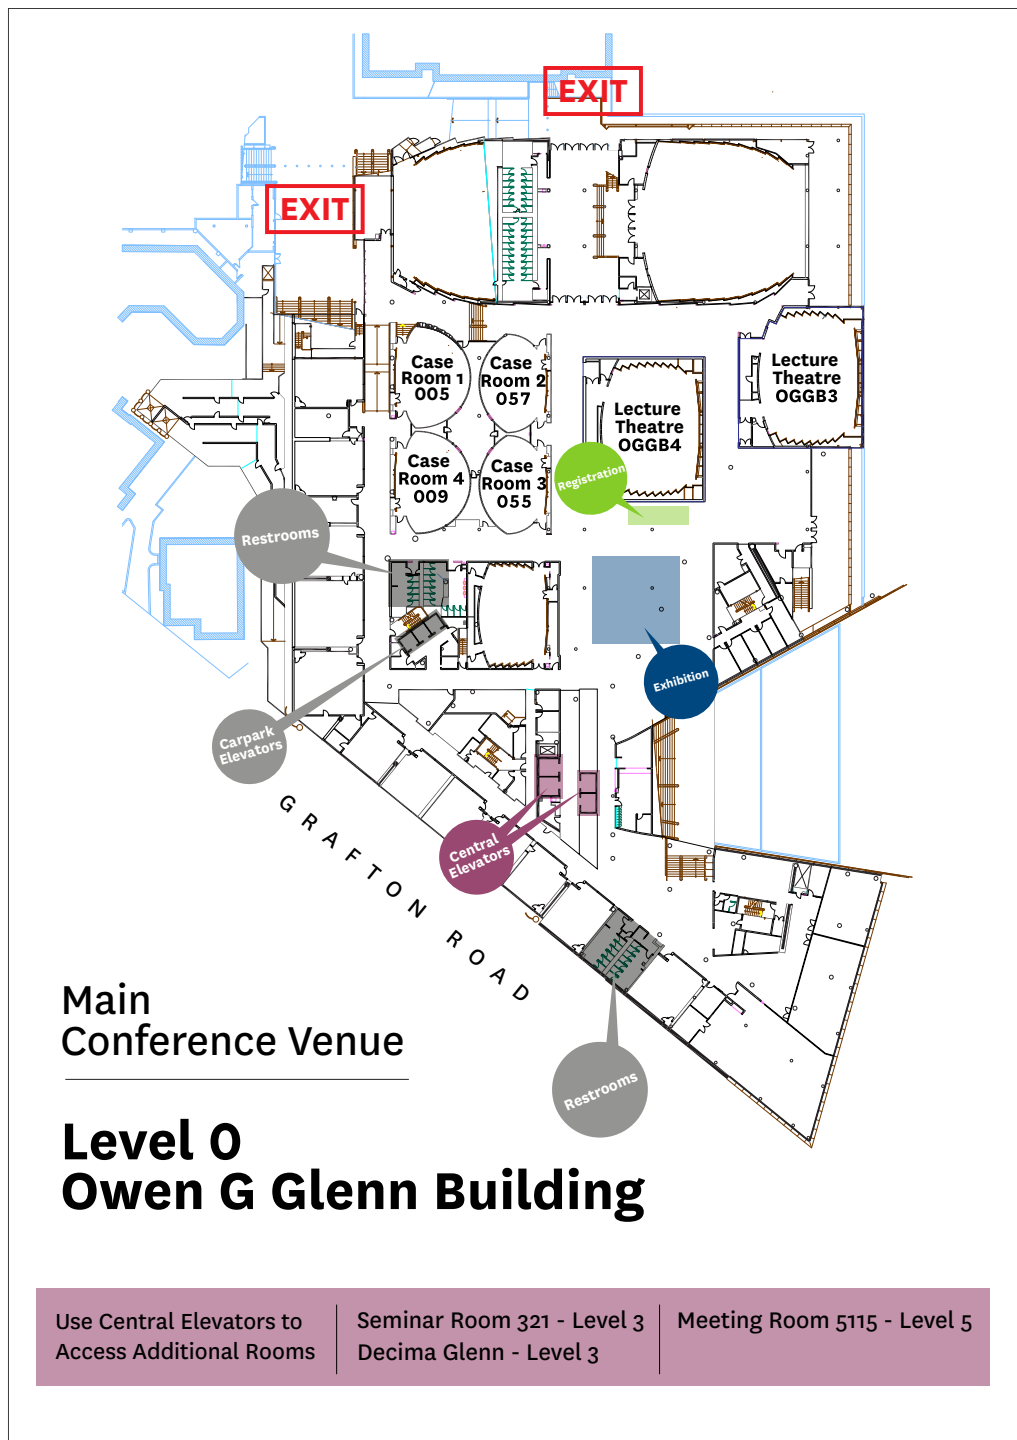 EXIT
EXIT
Case
Room 1
005
Case
Room 2
057
Lecture
Theatre
OGGB3
Lecture
Theatre
OGGB4
Case
Room 4
009
Case
Room 3
055
Registration
Restrooms
Exhibition
Carpark
Elevators
Central
Elevators
GRAFTON ROAD
Restrooms
Main
Conference Venue
Level 0
Owen G Glenn Building
Use Central Elevators to
Access Additional Rooms
Seminar Room 321 - Level 3
Decima Glenn - Level 3
Meeting Room 5115 - Level 5